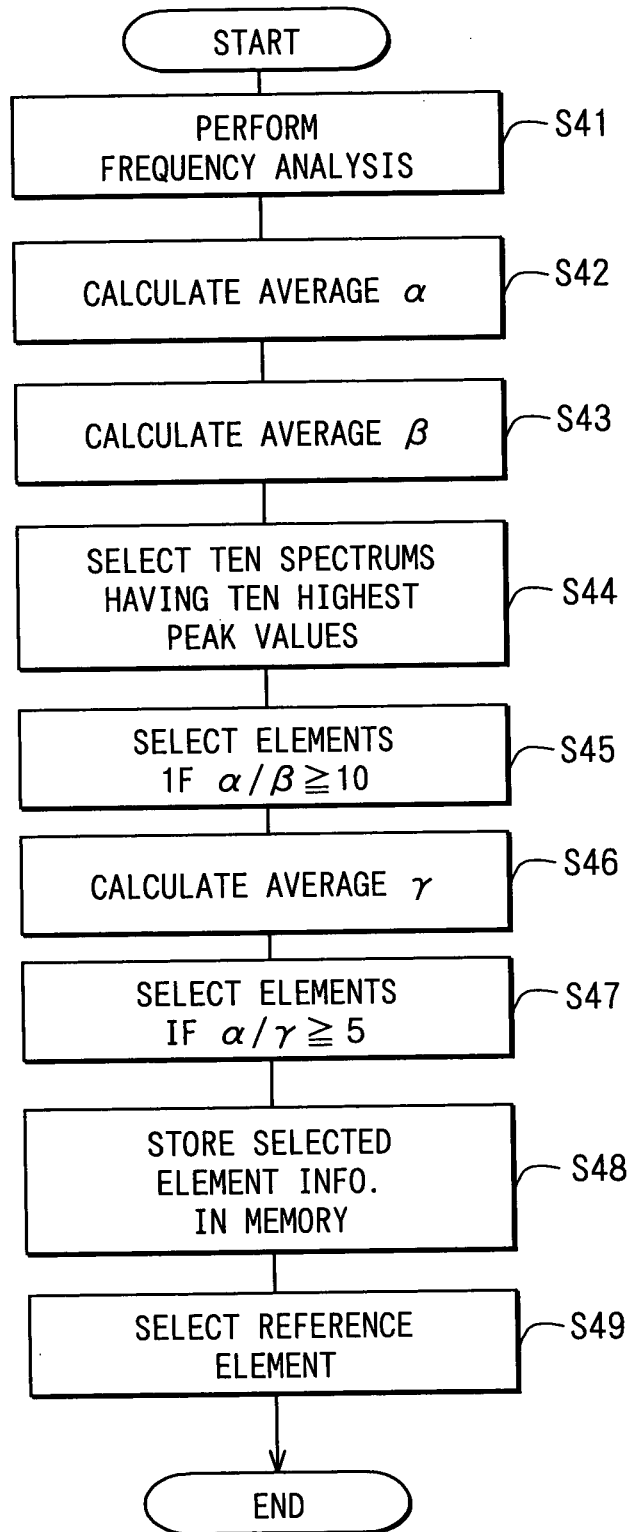 START
PERFORM
FREQUENCY ANALYSIS
S41
CALCULATE AVERAGE α
S42
CALCULATE AVERAGE β
S43
SELECT TEN SPECTRUMS
HAVING TEN HIGHEST
PEAK VALUES
S44
SELECT ELEMENTS
1F α/β≧10
S45
CALCULATE AVERAGE γ
S46
SELECT ELEMENTS
IF α/γ≧5
S47
STORE SELECTED
ELEMENT INFO.
IN MEMORY
S48
SELECT REFERENCE
ELEMENT
S49
END